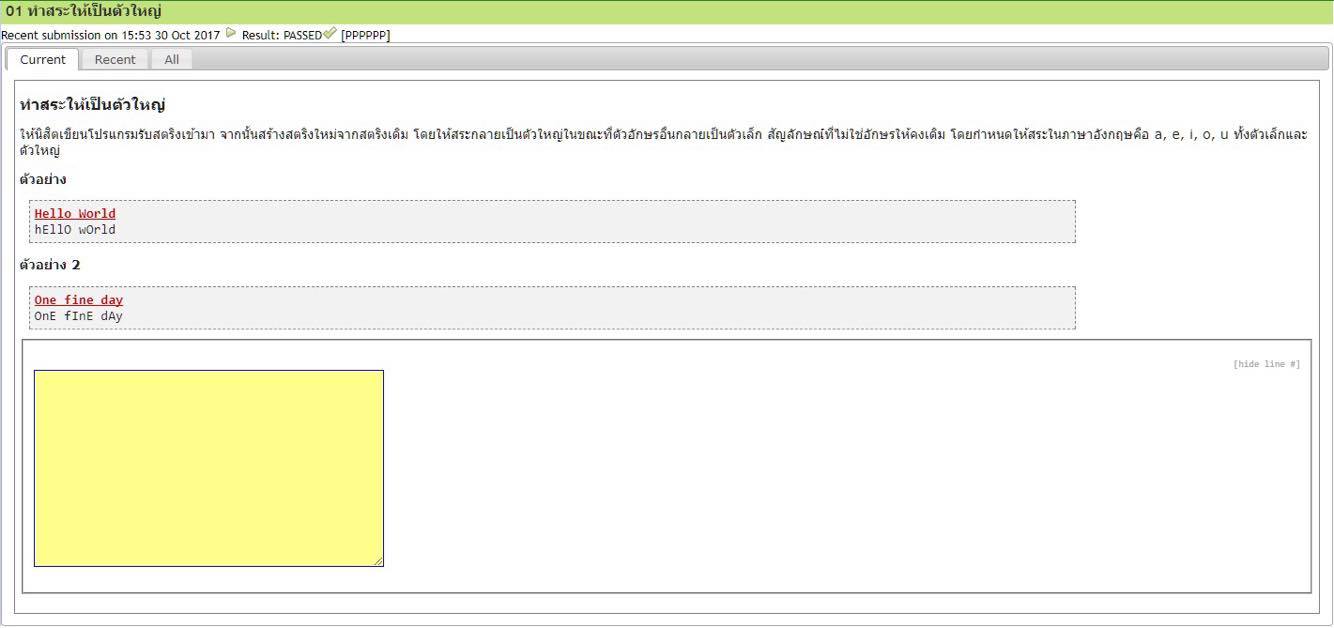 01 ทำสระให้เป็นตัวใหญ่
Recent submission on 15:53 30 Oct 2017 Result: PASSED [PPPPPP]
Current Recent All
ทำสระให้เป็นตัวใหญ่
ให้นิสิตเขียนโปรแกรมรับสตริงเข้ามา จากนั้นสร้างสตริงใหม่จากสตริงเดิม โดยให้สระกลายเป็นตัวใหญ่ในขณะที่ตัวอักษรอื่นกลายเป็นตัวเล็ก สัญลักษณ์ที่ไม่ใช่อักษรให้คงเดิม โดยกำหนดให้สระในภาษาอังกฤษคือ a, e, i, o, u ทั้งตัวเล็กและ
ตัวใหญ่
ตัวอย่าง
Hello World
hEllO wOrld
ตัวอย่าง 2
One fine day
OnE fInE dAy
[hide line #]